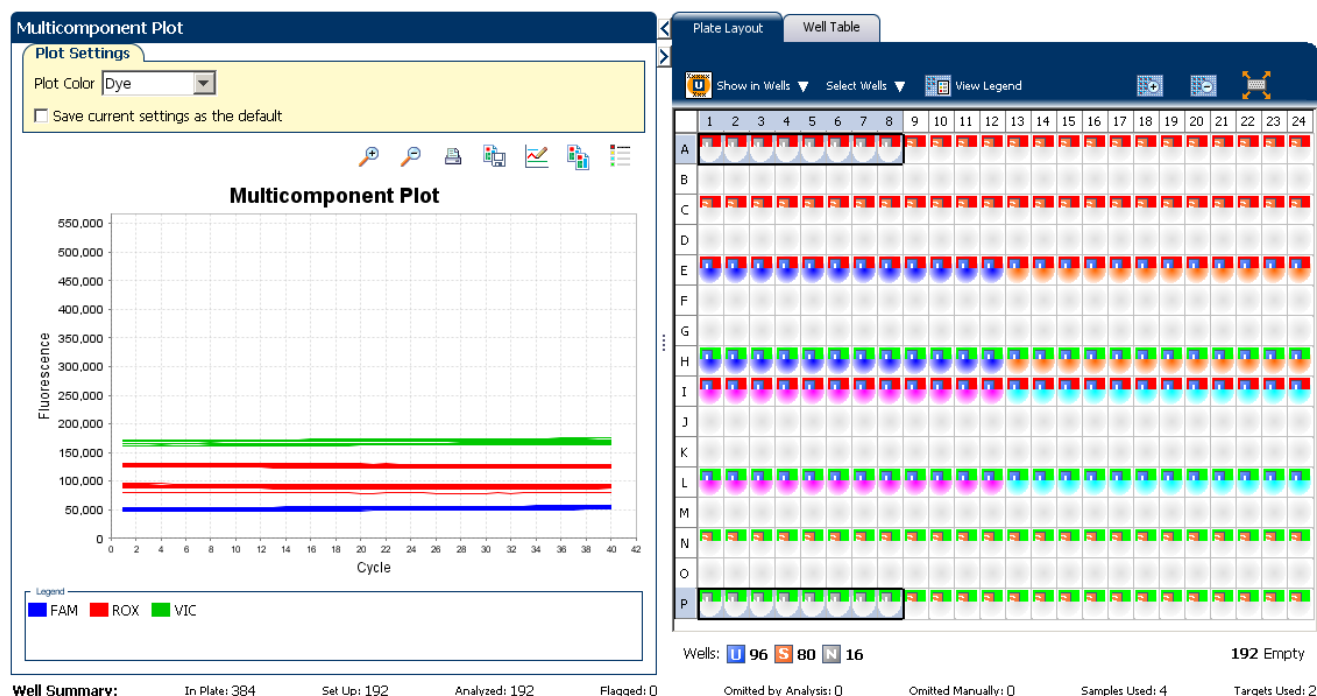 Multicomponent Plot
Plot Settings
Plot Color Dye
Save current settings as the default
Multicomponent Plot
550,000
500,000
450,000
400,000
350,000
300,000
250,000
200,000
150,000
100,000
50,000
0
Fluorescence
0 2 4 6 8 10 12 14 16 18 20 22 24 26 28 30 32 34 36 38 40 42
Cycle
Legend
FAM ROX VIC
Plate Layout Well Table
Show in Wells ▼ Select Wells ▼ View Legend
1 2 3 4 5 6 7 8 9 10 11 12 13 14 15 16 17 18 19 20 21 22 23 24
A
B
C
D
E
F
G
H
I
J
K
L
M
N
O
P
Wells: U 96 S 80 N 16 192 Empty
Well Summary: In Plate: 384 Set Up: 192 Analyzed: 192 Flagged: 0 Omitted by Analysis: 0 Omitted Manually: 0 Samples Used: 4 Targets Used: 2